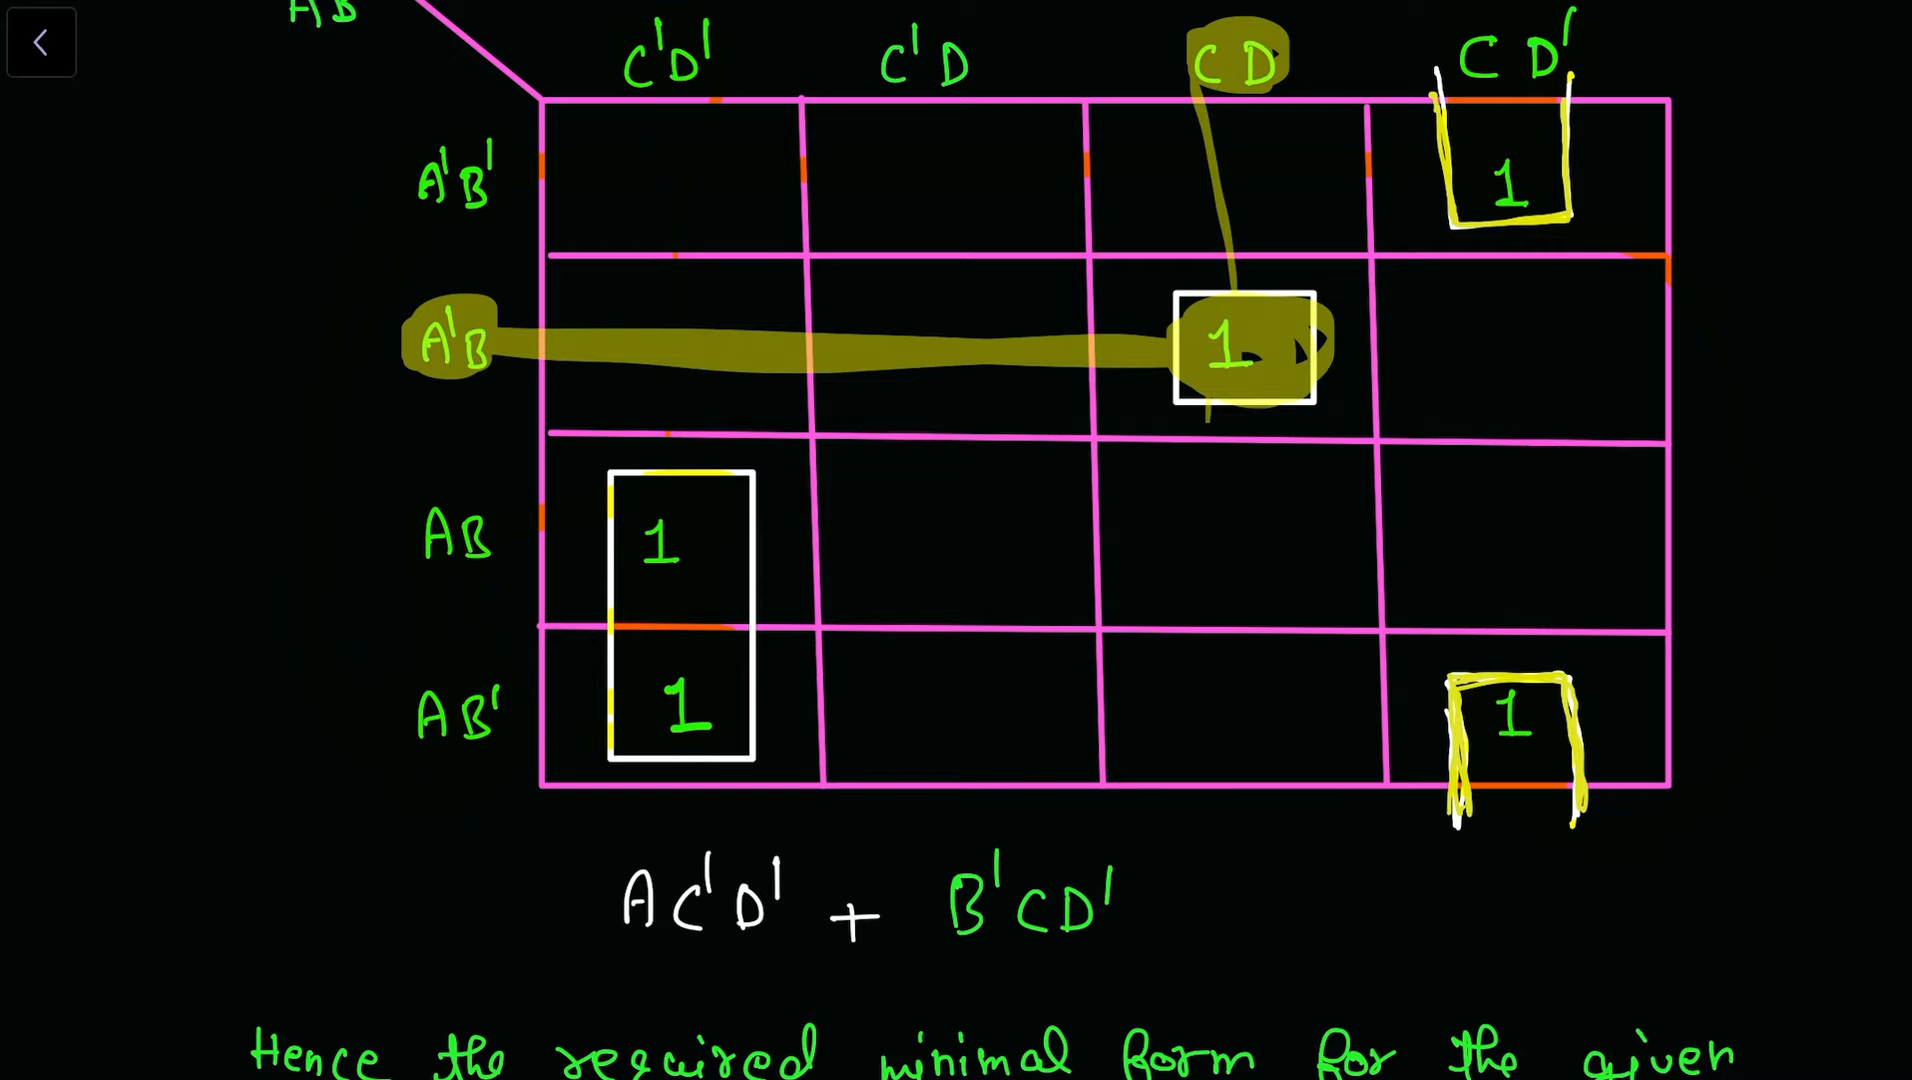 AB
C'D' C'D CD CD'
A'B' 1
A'B 1
AB 1
AB' 1 1
AC'D' + B'CD'
Hence the required minimal form for the given